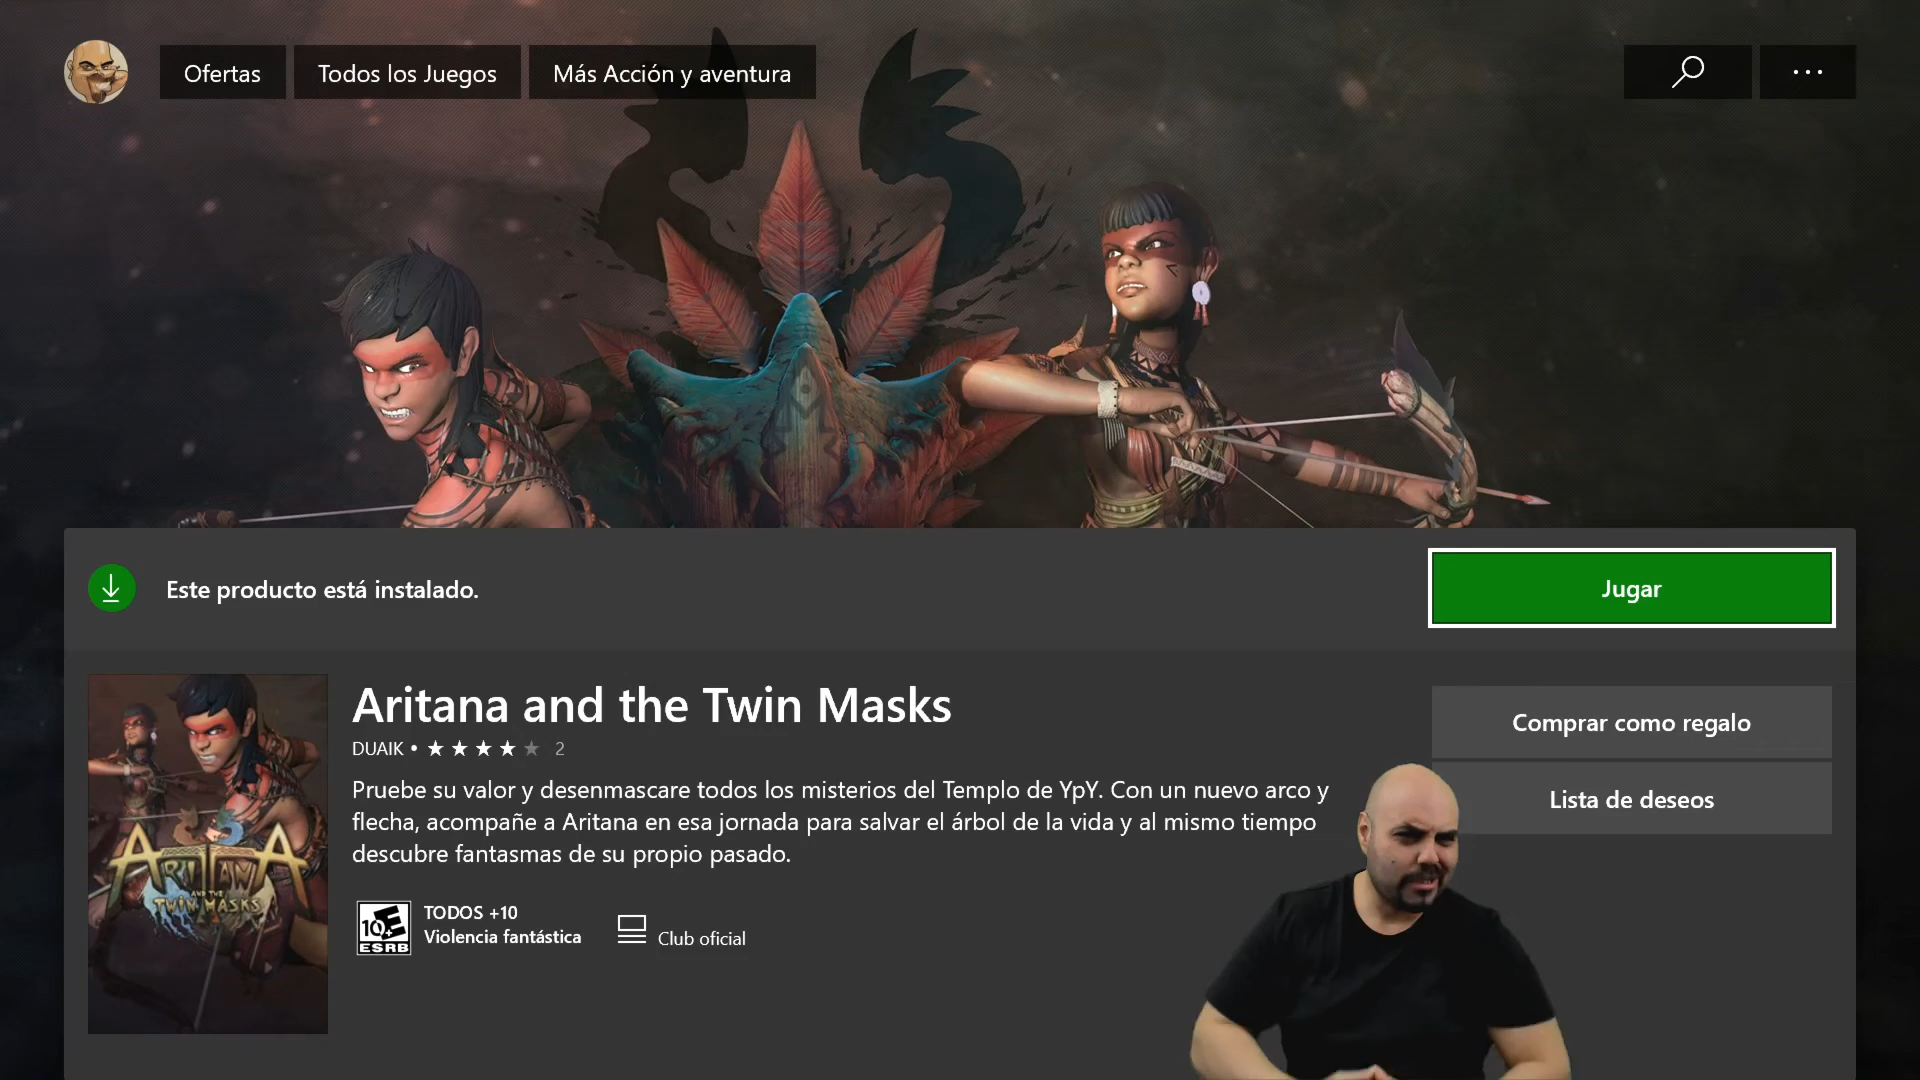 Ofertas
Todos los Juegos
Más Acción y aventura
Este producto está instalado.
Jugar
Aritana and the Twin Masks
DUAIK • ★ ★ ★ ★ ★ 2
Pruebe su valor y desenmascare todos los misterios del Templo de YpY. Con un nuevo arco y
flecha, acompañe a Aritana en esa jornada para salvar el árbol de la vida y al mismo tiempo
descubre fantasmas de su propio pasado.
Comprar como regalo
Lista de deseos
ARITANA
AND THE
TWIN MASKS
E
10+
ESRB
TODOS +10
Violencia fantástica
Club oficial